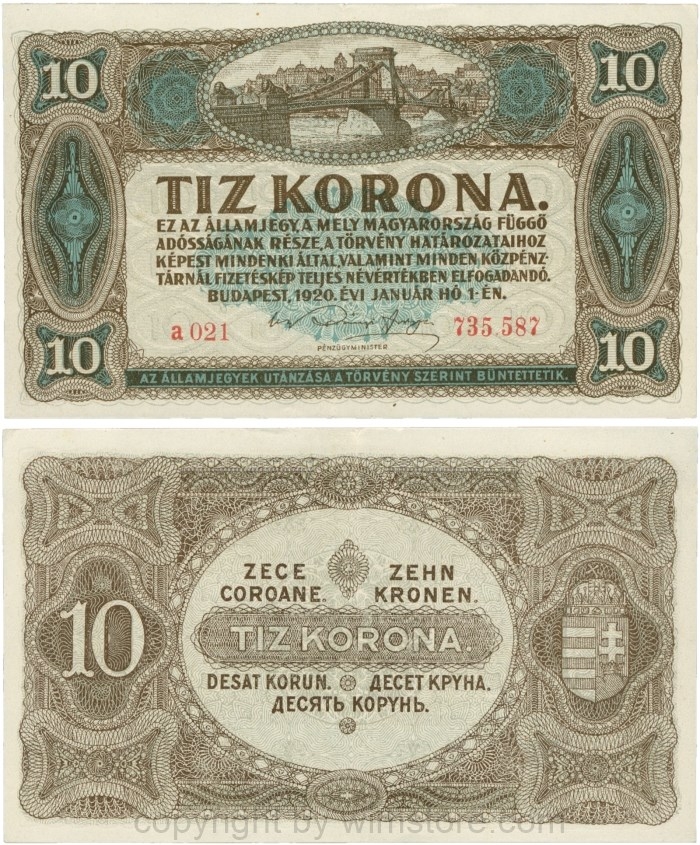 10 10
TIZ KORONA.
EZ AZ ÁLLAMJEGY, A MELY MAGYARORSZÁG FÜGGŐ
ADÓSSÁGÁNAK RÉSZE, A TÖRVÉNY HATÁROZATAIHOZ
KÉPEST MINDENKI ÁLTAL, VALAMINT MINDEN KÖZPÉNZ-
TÁRNÁL FIZETÉSKÉP TELJES NÉVÉRTÉKBEN ELFOGADANDÓ.
BUDAPEST, 1920. ÉVI JANUÁR HÓ 1-ÉN.
a 021 735.587
PÉNZÜGYMINISTER
10 10
AZ ÁLLAMJEGYEK UTÁNZÁSA A TÖRVÉNY SZERINT BÜNTETTETIK.
ZECE ZEHN
COROANE. KRONEN.
10 TIZ KORONA.
DESAT KORUN. ДЕСЕТ КРУНА.
ДЕСЯТЬ КОРУНЬ.
copyright by wimstore.com